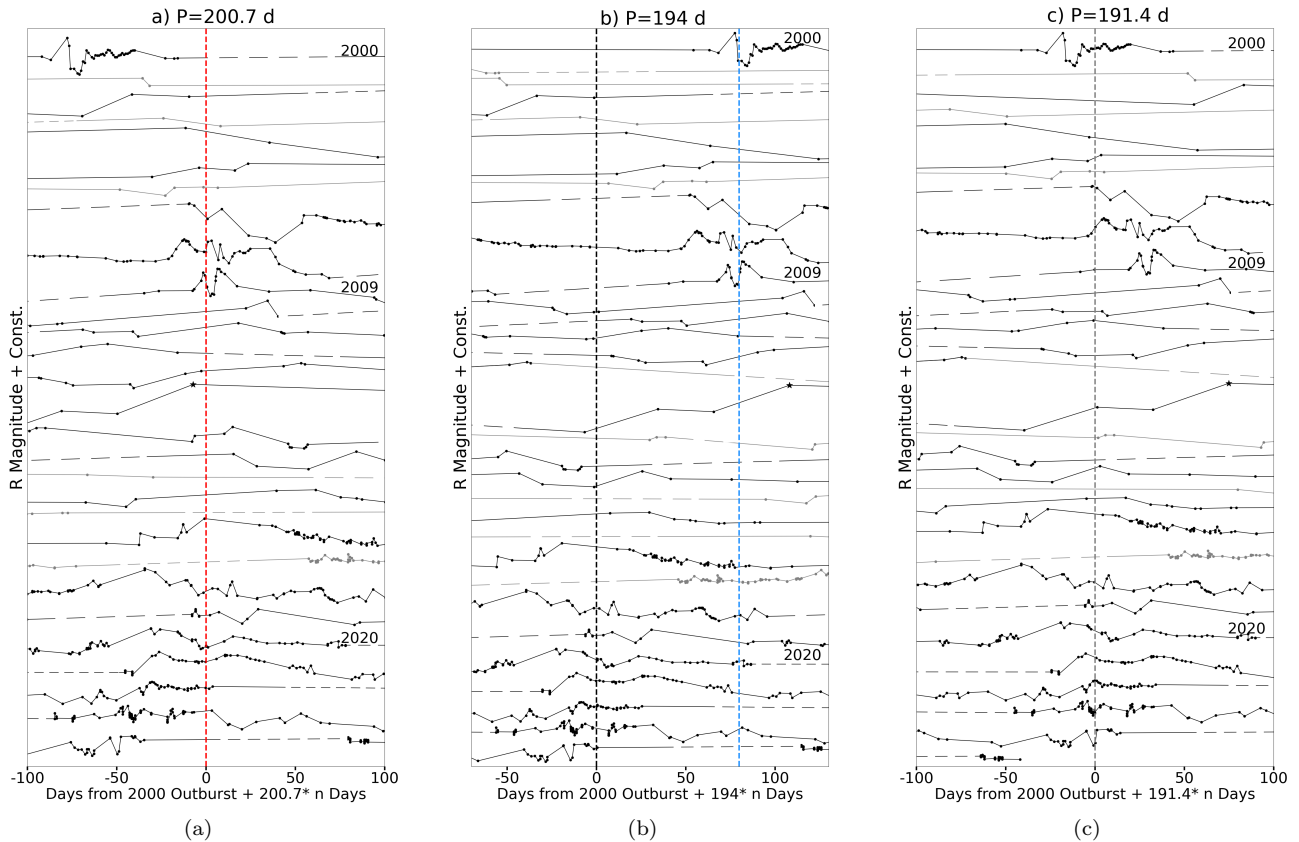 a) P=200.7 d
2000
2009
2020
R Magnitude + Const.
-100 -50 0 50 100
Days from 2000 Outburst + 200.7* n Days
(a)
b) P=194 d
2000
2009
2020
R Magnitude + Const.
-50 0 50 100
Days from 2000 Outburst + 194* n Days
(b)
c) P=191.4 d
2000
2009
2020
R Magnitude + Const.
-100 -50 0 50 100
Days from 2000 Outburst + 191.4* n Days
(c)